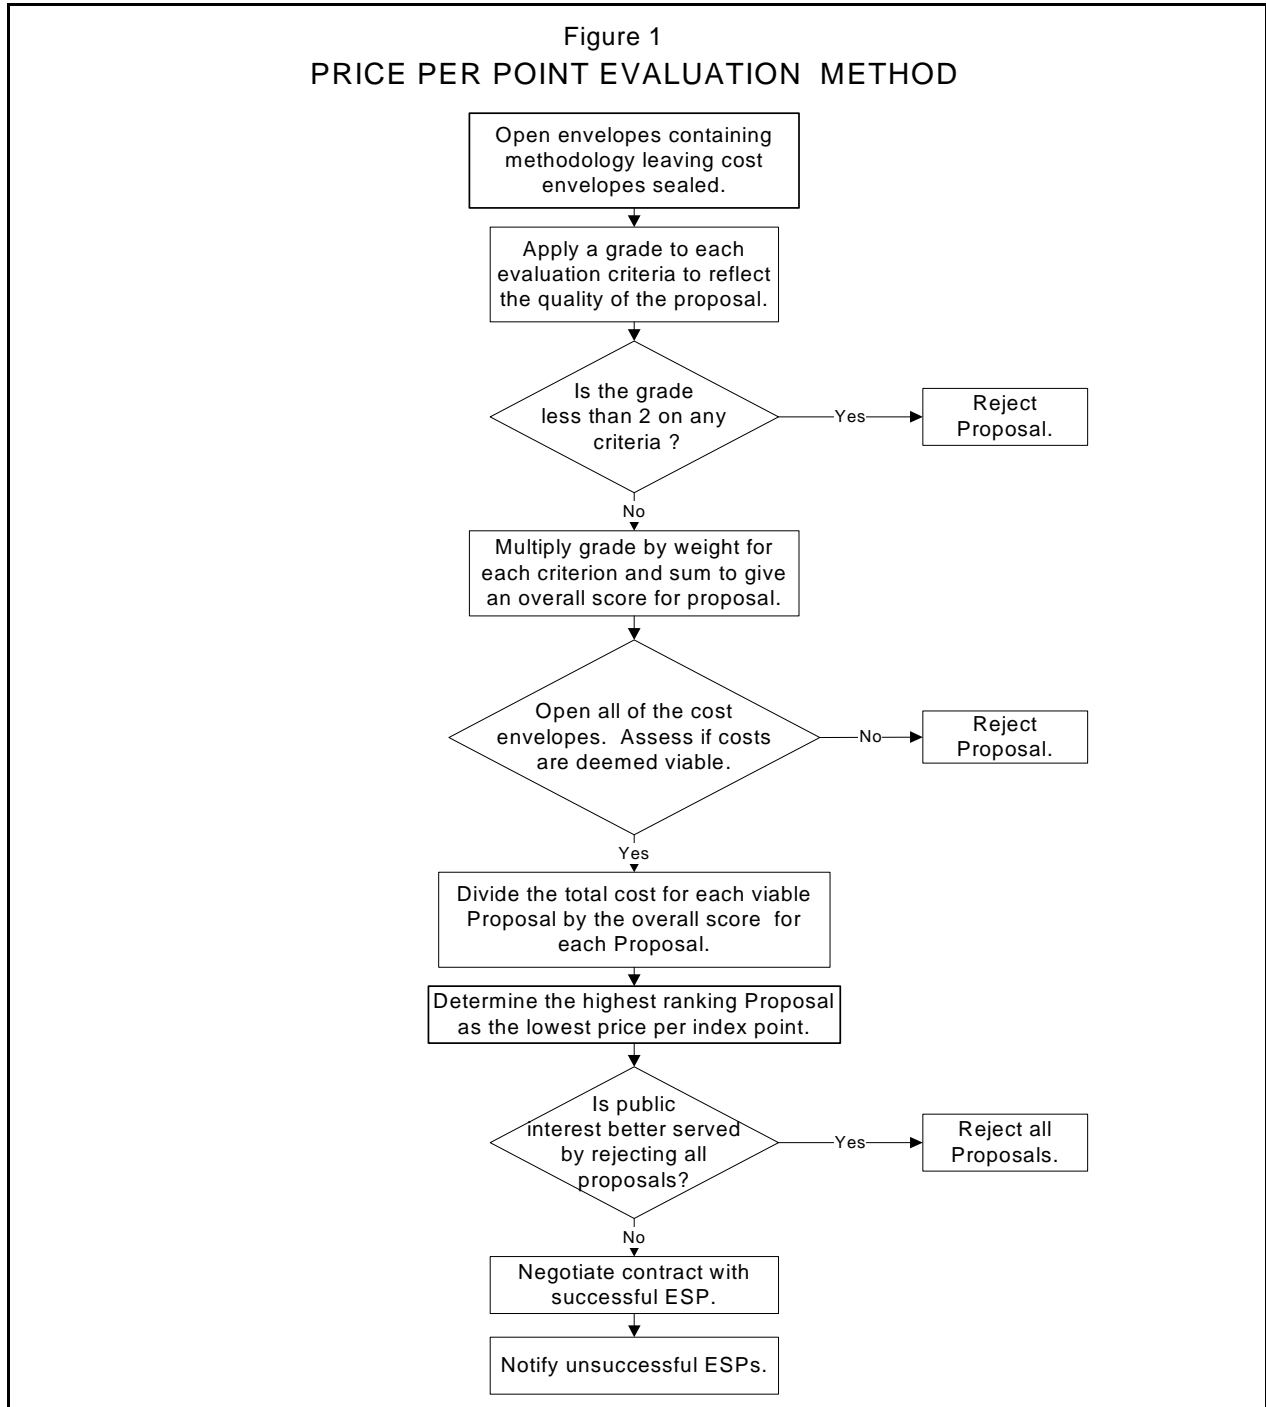 Figure 1
PRICE PER POINT EVALUATION METHOD
Open envelopes containing
methodology leaving cost
envelopes sealed.
Apply a grade to each
evaluation criteria to reflect
the quality of the proposal.
Is the grade
less than 2 on any
criteria ?
Yes
Reject
Proposal.
No
Multiply grade by weight for
each criterion and sum to give
an overall score for proposal.
Open all of the cost
envelopes. Assess if costs
are deemed viable.
No
Reject
Proposal.
Yes
Divide the total cost for each viable
Proposal by the overall score for
each Proposal.
Determine the highest ranking Proposal
as the lowest price per index point.
Is public
interest better served
by rejecting all
proposals?
Yes
Reject all
Proposals.
No
Negotiate contract with
successful ESP.
Notify unsuccessful ESPs.